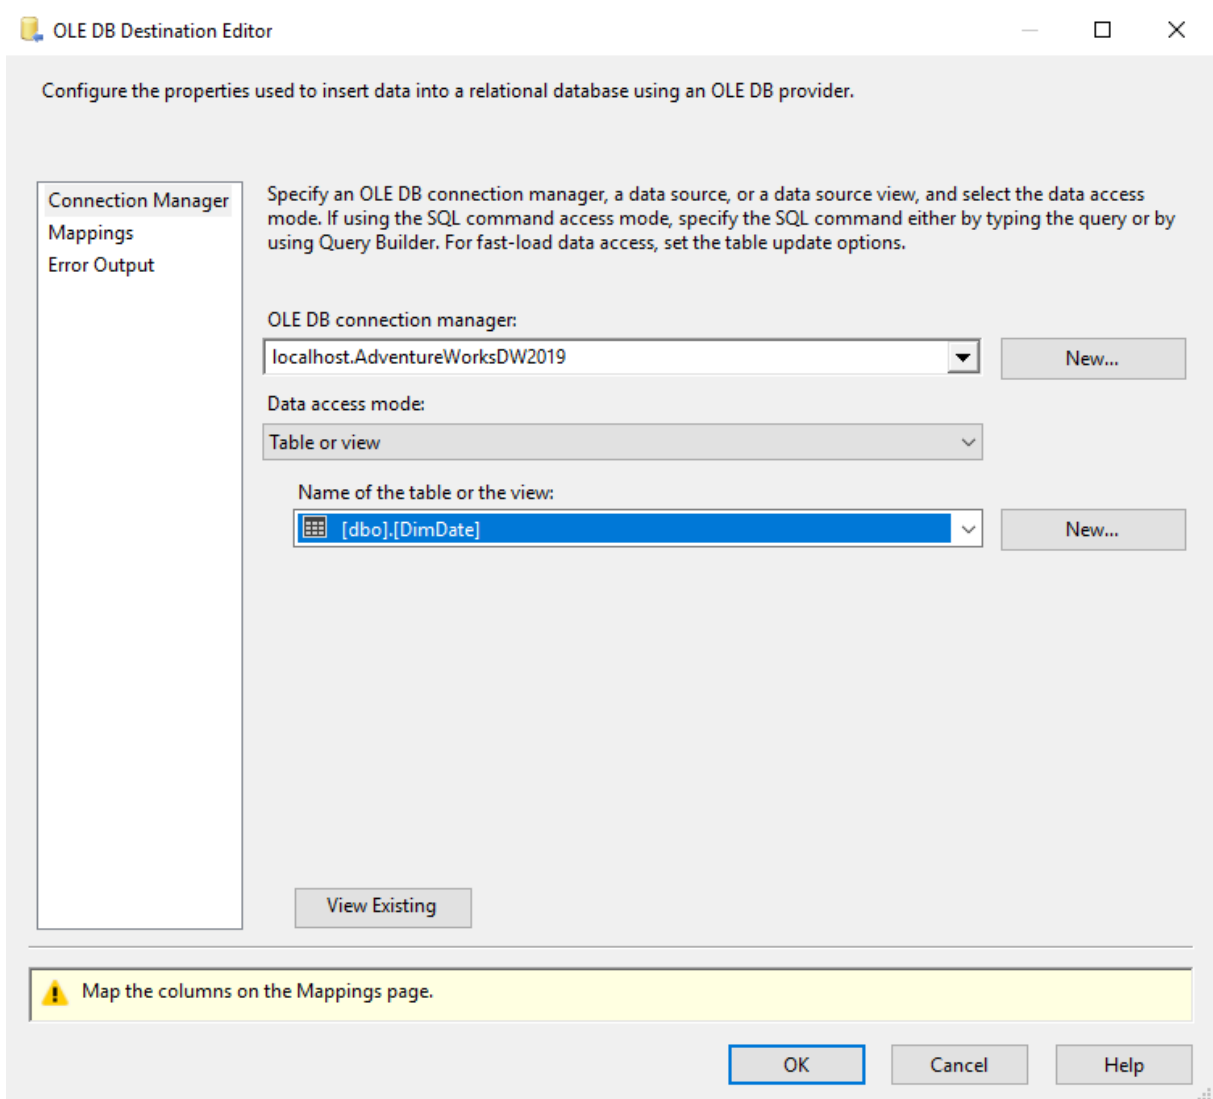 OLE DB Destination Editor
Configure the properties used to insert data into a relational database using an OLE DB provider.
Connection Manager
Mappings
Error Output
Specify an OLE DB connection manager, a data source, or a data source view, and select the data access
mode. If using the SQL command access mode, specify the SQL command either by typing the query or by
using Query Builder. For fast-load data access, set the table update options.
OLE DB connection manager:
localhost.AdventureWorksDW2019
New...
Data access mode:
Table or view
Name of the table or the view:
[dbo].[DimDate]
New...
View Existing
Map the columns on the Mappings page.
OK
Cancel
Help